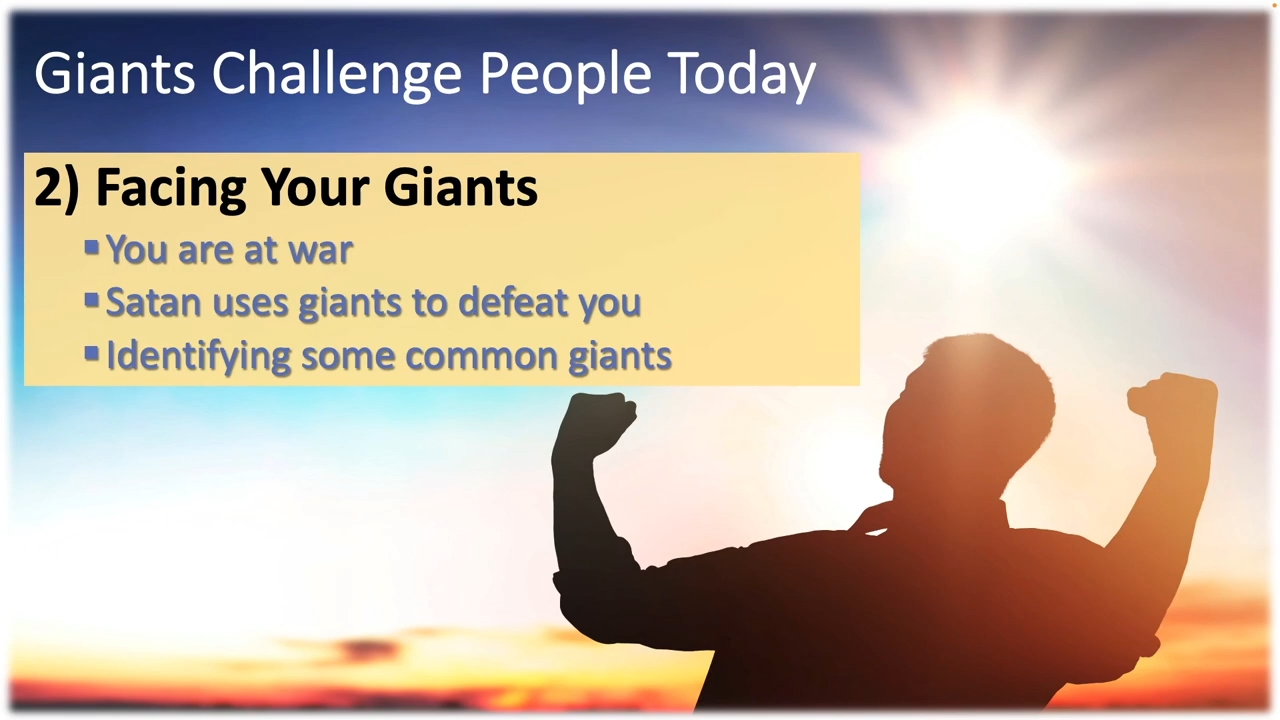 Giants Challenge People Today
2) Facing Your Giants
▪ You are at war
▪ Satan uses giants to defeat you
▪ Identifying some common giants